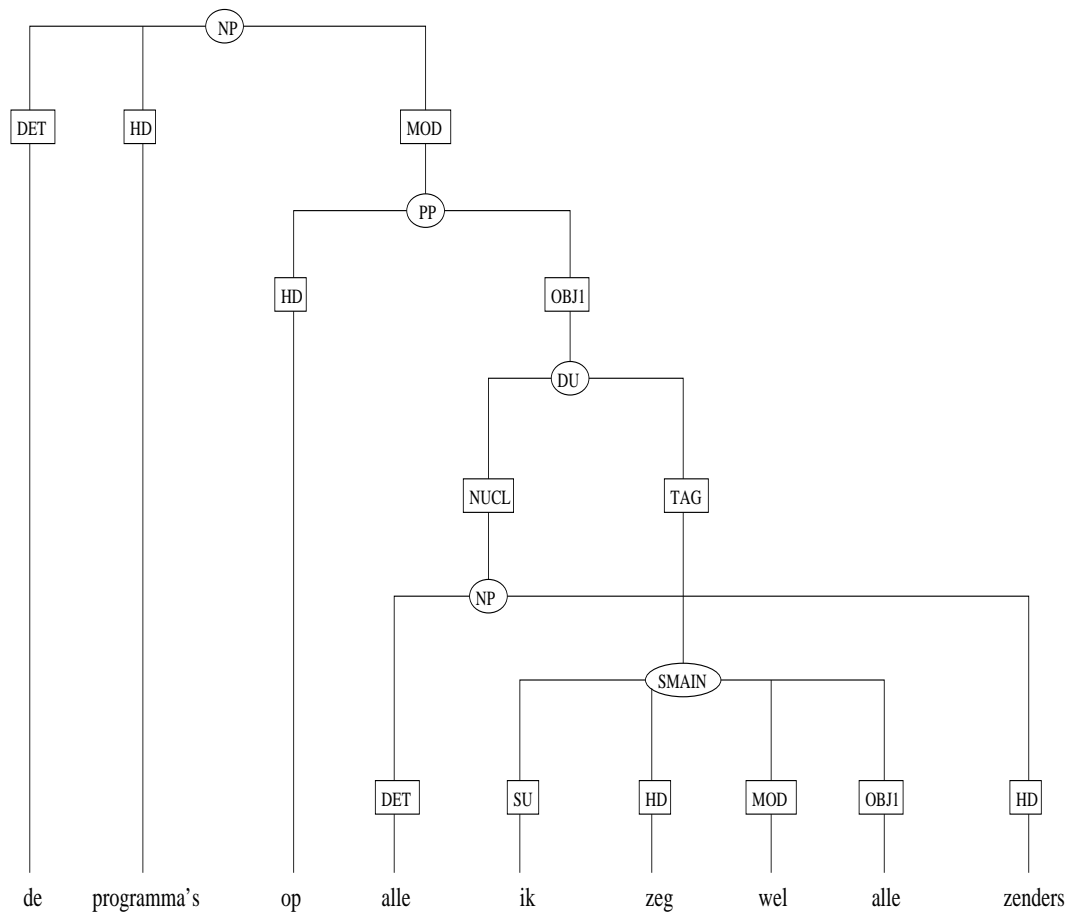 NP
DET HD MOD
PP
HD OBJ1
DU
NUCL TAG
NP
SMAIN
DET SU HD MOD OBJ1 HD
de programma's op alle ik zeg wel alle zenders